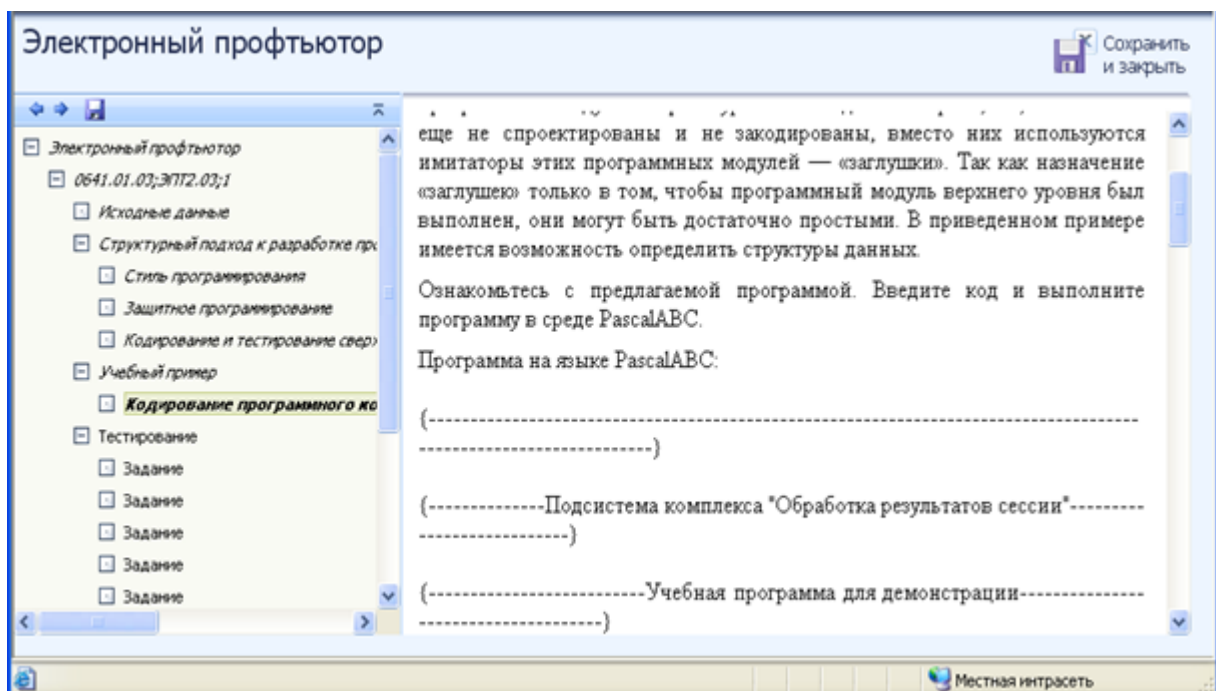 Электронный профтьютор
Сохранить
и закрыть
Электронный профтьютор
0641.01.03;ЭПТ2.03;1
Исходные данные
Структурный подход к разработке про
Стиль программирования
Защитное программирование
Кодирование и тестирование сверх
Учебный пример
Кодирование программного ко
Тестирование
Задание
Задание
Задание
Задание
Задание
еще не спроектированы и не закодированы, вместо них используются
имитаторы этих программных модулей — «заглушки». Так как назначение
«заглушек» только в том, чтобы программный модуль верхнего уровня был
выполнен, они могут быть достаточно простыми. В приведенном примере
имеется возможность определить структуры данных.
Ознакомьтесь с предлагаемой программой. Введите код и выполните
программу в среде PascalABC.
Программа на языке PascalABC:
{--------------------------------------------------------------------------------------
----------------------------}
{--------------Подсистема комплекса "Обработка результатов сессии"---------
------------------}
{--------------------------Учебная программа для демонстрации---------------
----------------------}
Местная интрасеть